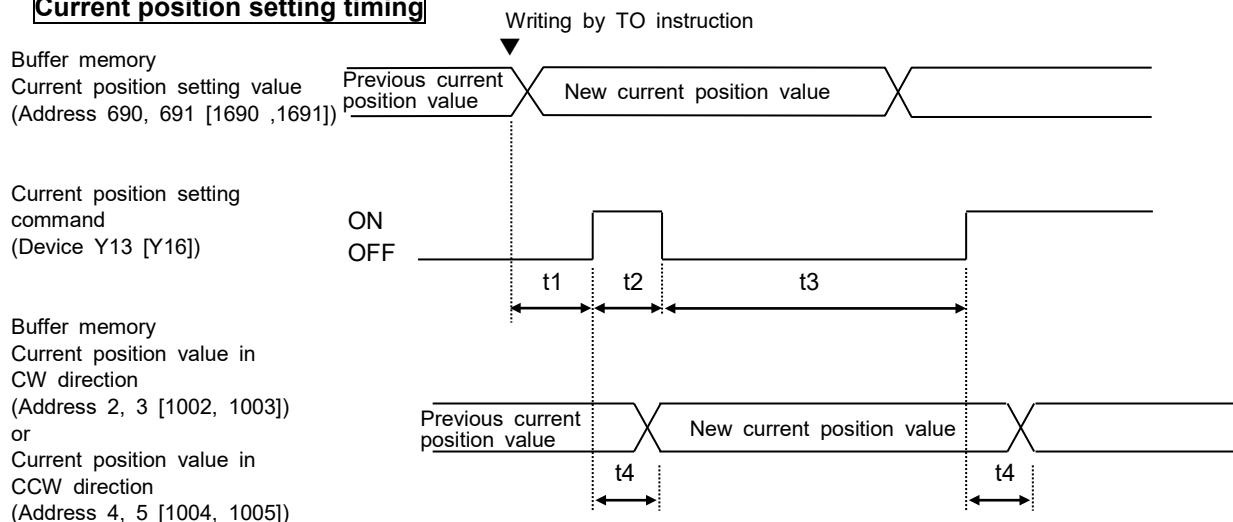 Current position setting timing
Writing by TO instruction
Buffer memory
Current position setting value
(Address 690, 691 [1690 ,1691])
Previous current
position value
New current position value
Current position setting
command
(Device Y13 [Y16])
ON
OFF
t1
t2
t3
Buffer memory
Current position value in
CW direction
(Address 2, 3 [1002, 1003])
or
Current position value in
CCW direction
(Address 4, 5 [1004, 1005])
Previous current
position value
New current position value
t4
t4